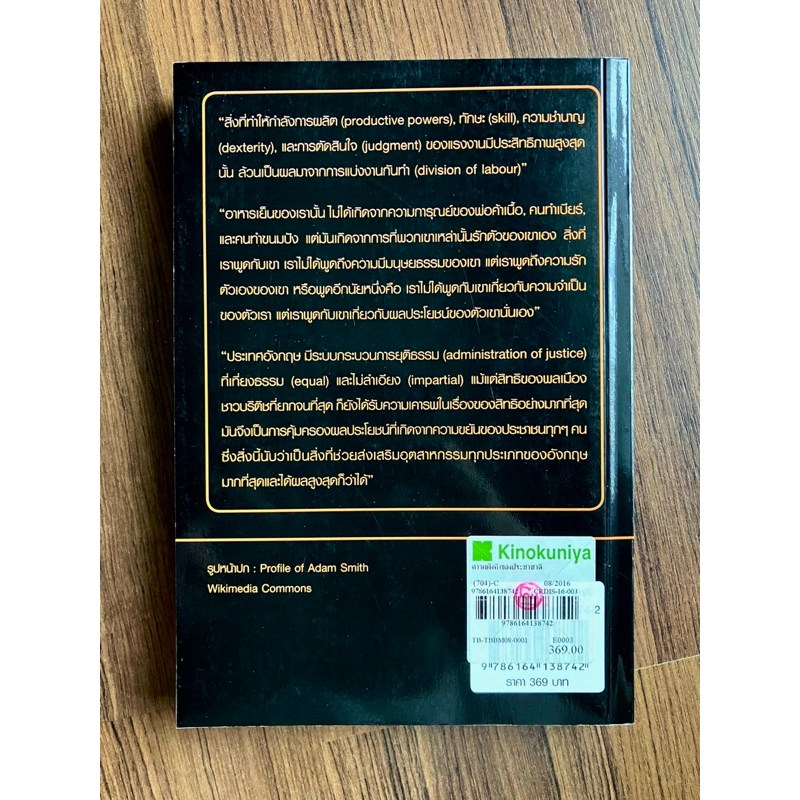 “สิ่งที่ทำให้กำลังการผลิต (productive powers), ทักษะ (skill), ความชำนาญ
(dexterity), และการตัดสินใจ (judgment) ของแรงงานมีประสิทธิภาพสูงสุด
นั้น ล้วนเป็นผลมาจากการแบ่งงานกันทำ (division of labour)”
“อาหารเย็นของเรานั้น ไม่ได้เกิดจากความการุณย์ของพ่อค้าเนื้อ, คนทำเบียร์,
และคนทำขนมปัง แต่มันเกิดจากการที่พวกเขาเหล่านั้นรักตัวของเขาเอง สิ่งที่
เราพูดกับเขา เราไม่ได้พูดถึงความมีมนุษยธรรมของเขา แต่เราพูดถึงความรัก
ตัวเองของเขา หรือพูดอีกนัยหนึ่งคือ เราไม่ได้พูดกับเขาเกี่ยวกับความจำเป็น
ของตัวเรา แต่เราพูดกับเขาเกี่ยวกับผลประโยชน์ของตัวเขานั่นเอง”
“ประเทศอังกฤษ มีระบบกระบวนการยุติธรรม (administration of justice)
ที่เที่ยงธรรม (equal) และไม่ลำเอียง (impartial) แม้แต่สิทธิของพลเมือง
ชาวบริติชที่ยากจนที่สุด ก็ยังได้รับความเคารพในเรื่องของสิทธิอย่างมากที่สุด
มันจึงเป็นการคุ้มครองผลประโยชน์ที่เกิดจากความขยันของประชาชนทุกๆ คน
ซึ่งสิ่งนี้นับว่าเป็นสิ่งที่ช่วยส่งเสริมอุตสาหกรรมทุกประเภทของอังกฤษ
มากที่สุดและได้ผลสูงสุดก็ว่าได้”
รูปหน้าปก : Profile of Adam Smith
Wikimedia Commons
Kinokuniya
ความมั่งคั่งของประชาชาติ
(704)-C 08/2016
9786164138742 CRDIS-16-003
2
9786164138742
TB-TBBM08-0001 E0003
369.00
9 786164 138742
ราคา 369 บาท